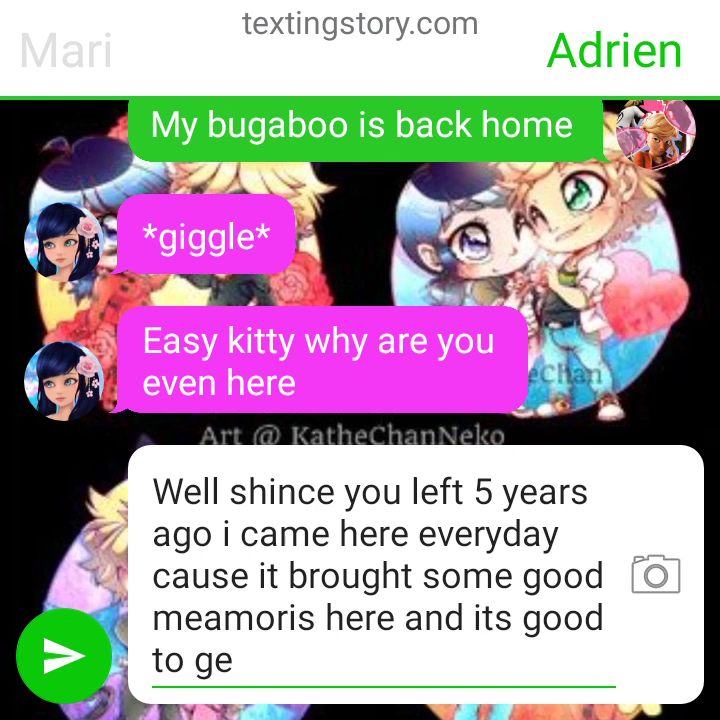 textingstory.com
Mari
Adrien
My bugaboo is back home
*giggle*
Easy kitty why are you
even here
eChan
Art @ KatheChanNeko
Well shince you left 5 years
ago i came here everyday
cause it brought some good
meamoris here and its good
to ge